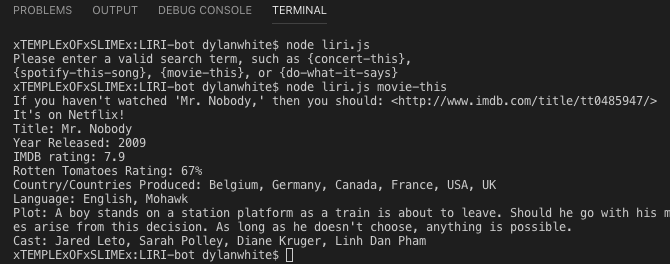 PROBLEMS OUTPUT DEBUG CONSOLE TERMINAL
xTEMPLExOFxSLIMEx:LIRI-bot dylanwhite$ node liri.js
Please enter a valid search term, such as {concert-this},
{spotify-this-song}, {movie-this}, or {do-what-it-says}
xTEMPLExOFxSLIMEx:LIRI-bot dylanwhite$ node liri.js movie-this
If you haven't watched 'Mr. Nobody,' then you should: <http://www.imdb.com/title/tt0485947/>
It's on Netflix!
Title: Mr. Nobody
Year Released: 2009
IMDB rating: 7.9
Rotten Tomatoes Rating: 67%
Country/Countries Produced: Belgium, Germany, Canada, France, USA, UK
Language: English, Mohawk
Plot: A boy stands on a station platform as a train is about to leave. Should he go with his m
es arise from this decision. As long as he doesn't choose, anything is possible.
Cast: Jared Leto, Sarah Polley, Diane Kruger, Linh Dan Pham
xTEMPLExOFxSLIMEx:LIRI-bot dylanwhite$